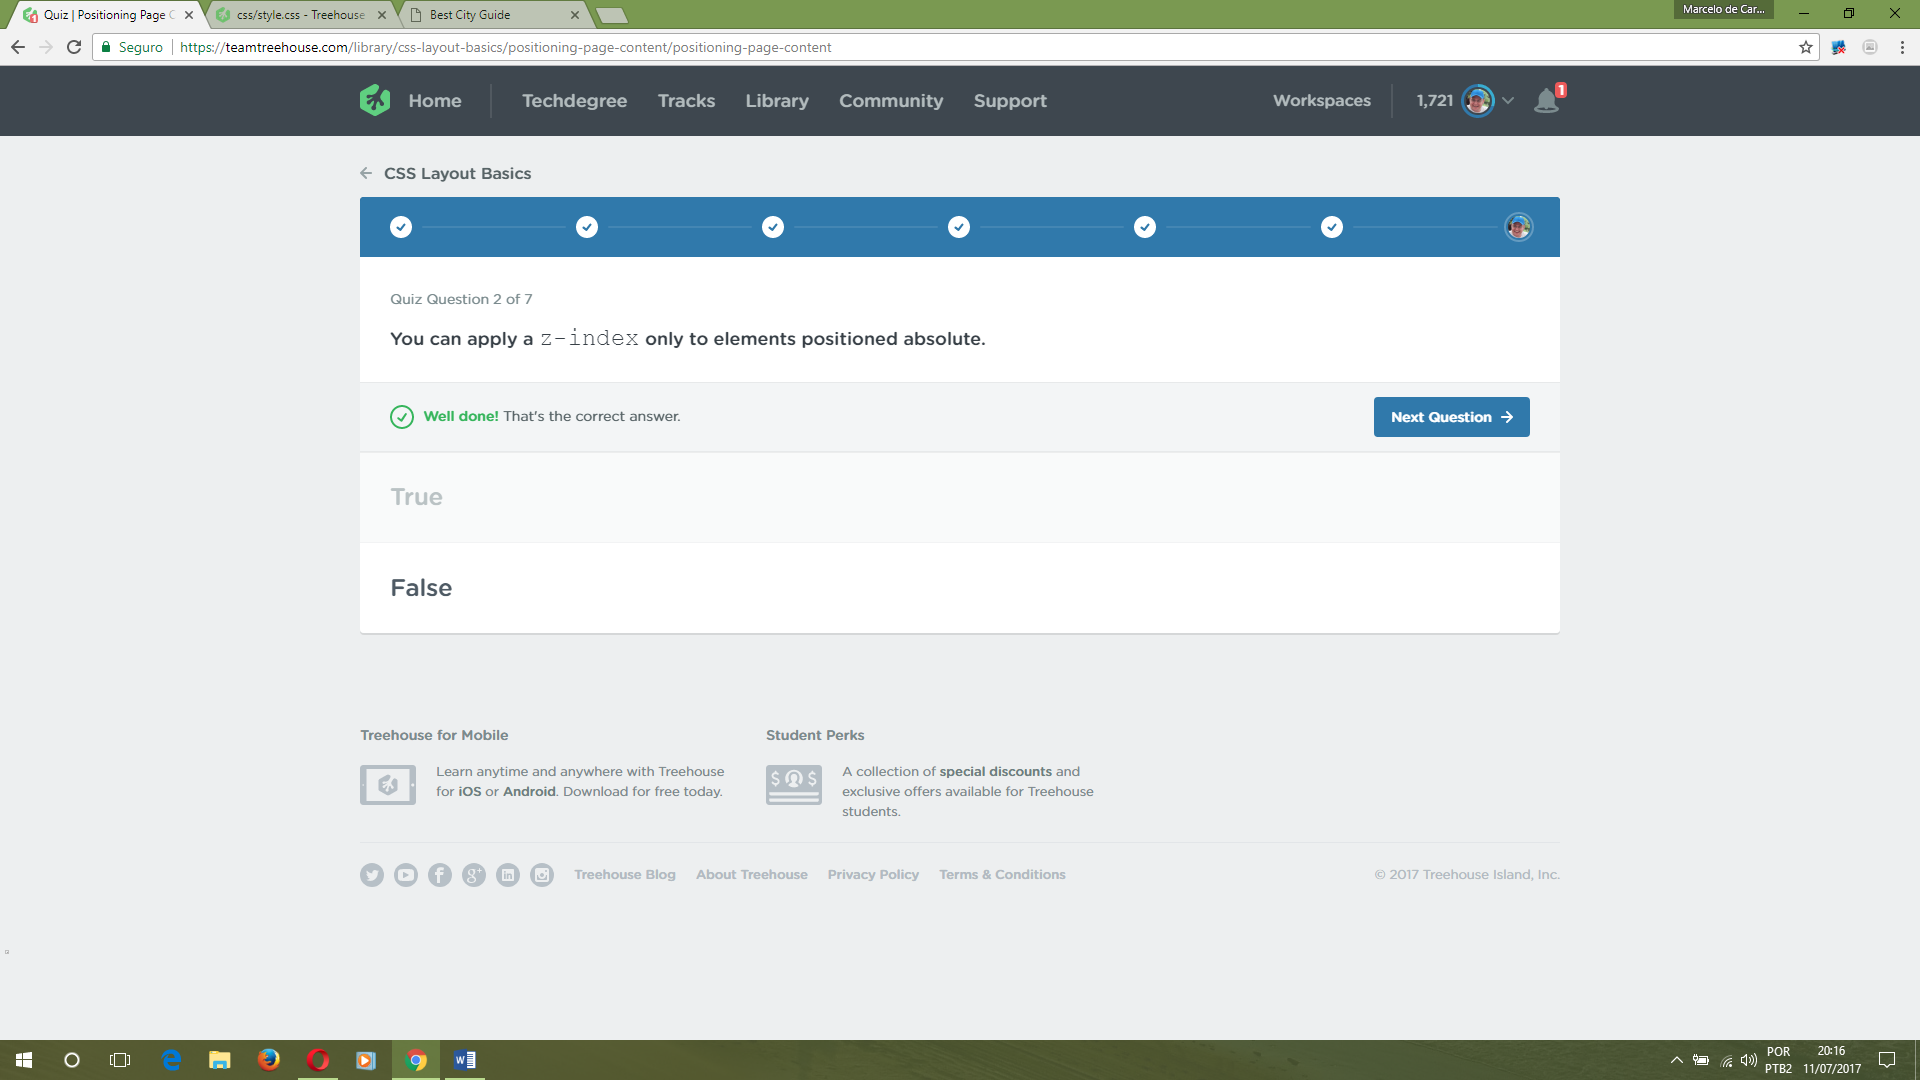 Quiz | Positioning Page C
css/style.css - Treehouse
Best City Guide
Marcelo de Car...
Seguro
https://teamtreehouse.com/library/css-layout-basics/positioning-page-content/positioning-page-content
Home
Techdegree
Tracks
Library
Community
Support
Workspaces
1,721
1
CSS Layout Basics
Quiz Question 2 of 7
You can apply a z-index only to elements positioned absolute.
Well done! That's the correct answer.
Next Question
True
False
Treehouse for Mobile
Learn anytime and anywhere with Treehouse
for iOS or Android. Download for free today.
Student Perks
A collection of special discounts and
exclusive offers available for Treehouse
students.
Treehouse Blog
About Treehouse
Privacy Policy
Terms & Conditions
© 2017 Treehouse Island, Inc.
POR
PTB2
20:16
11/07/2017